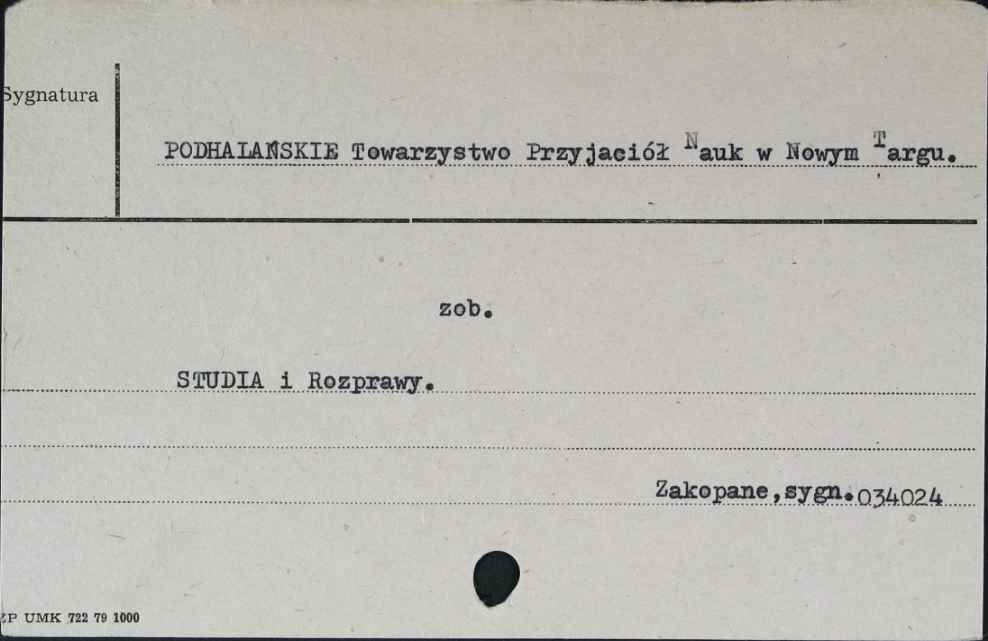 Sygnatura
PODHALAŃSKIE Towarzystwo Przyjaciół Nauk w Nowym Targu.
zob.
STUDIA i Rozprawy.
Zakopane,sygn.034024
ZP UMK 722 79 1000